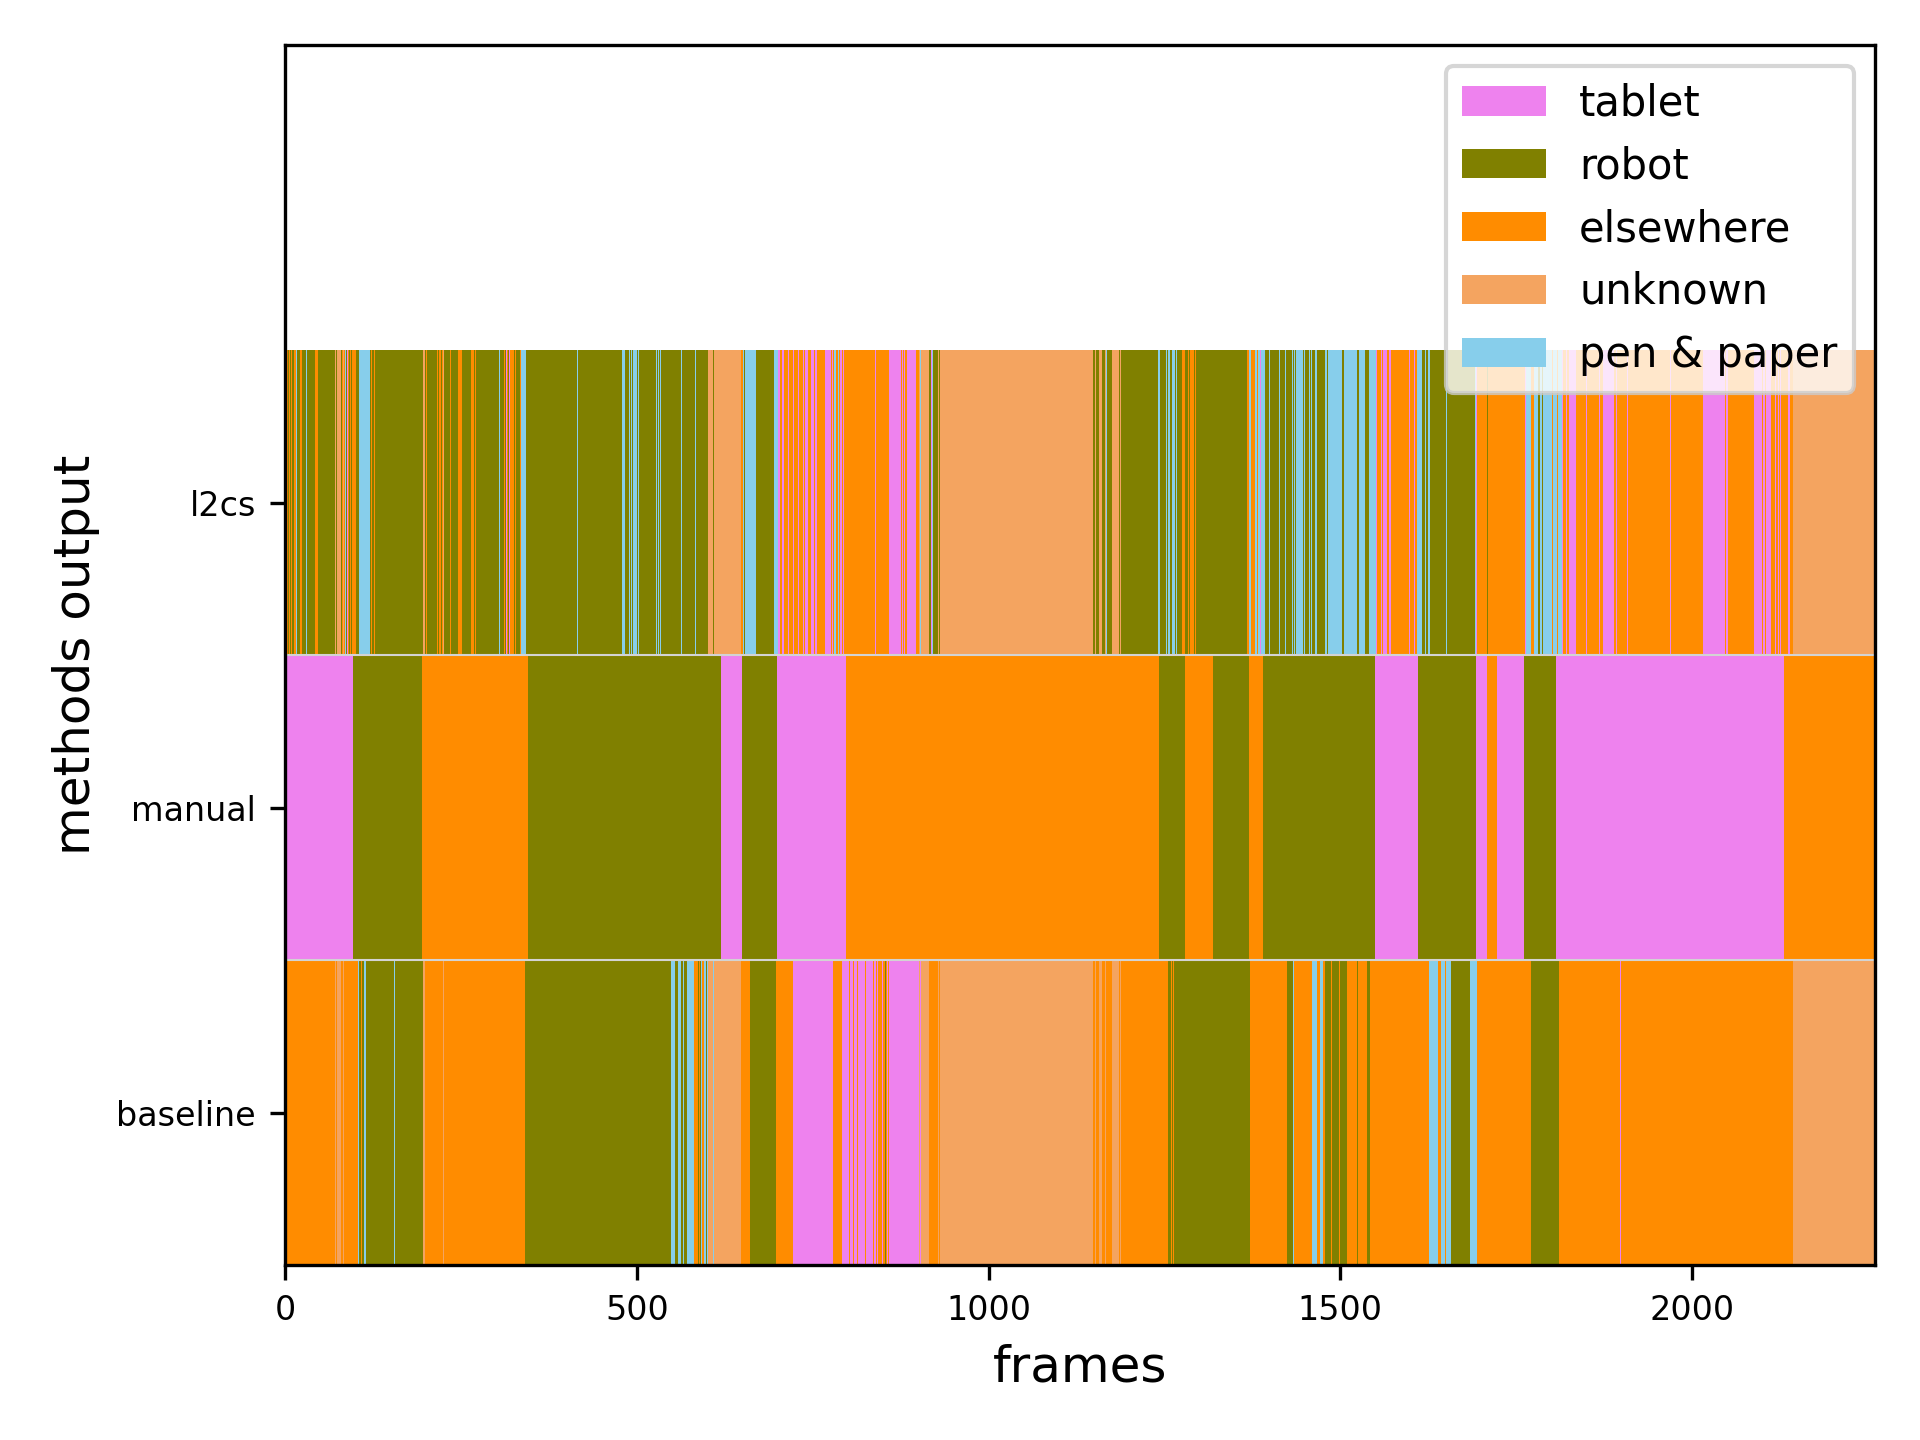 tablet
robot
elsewhere
unknown
pen & paper
methods output
l2cs
manual
baseline
0 500 1000 1500 2000
frames